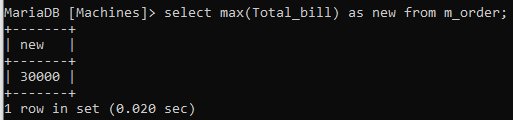 MariaDB [Machines]> select max(Total_bill) as new from m_order;
+-------+
| new   |
+-------+
| 30000 |
+-------+
1 row in set (0.020 sec)